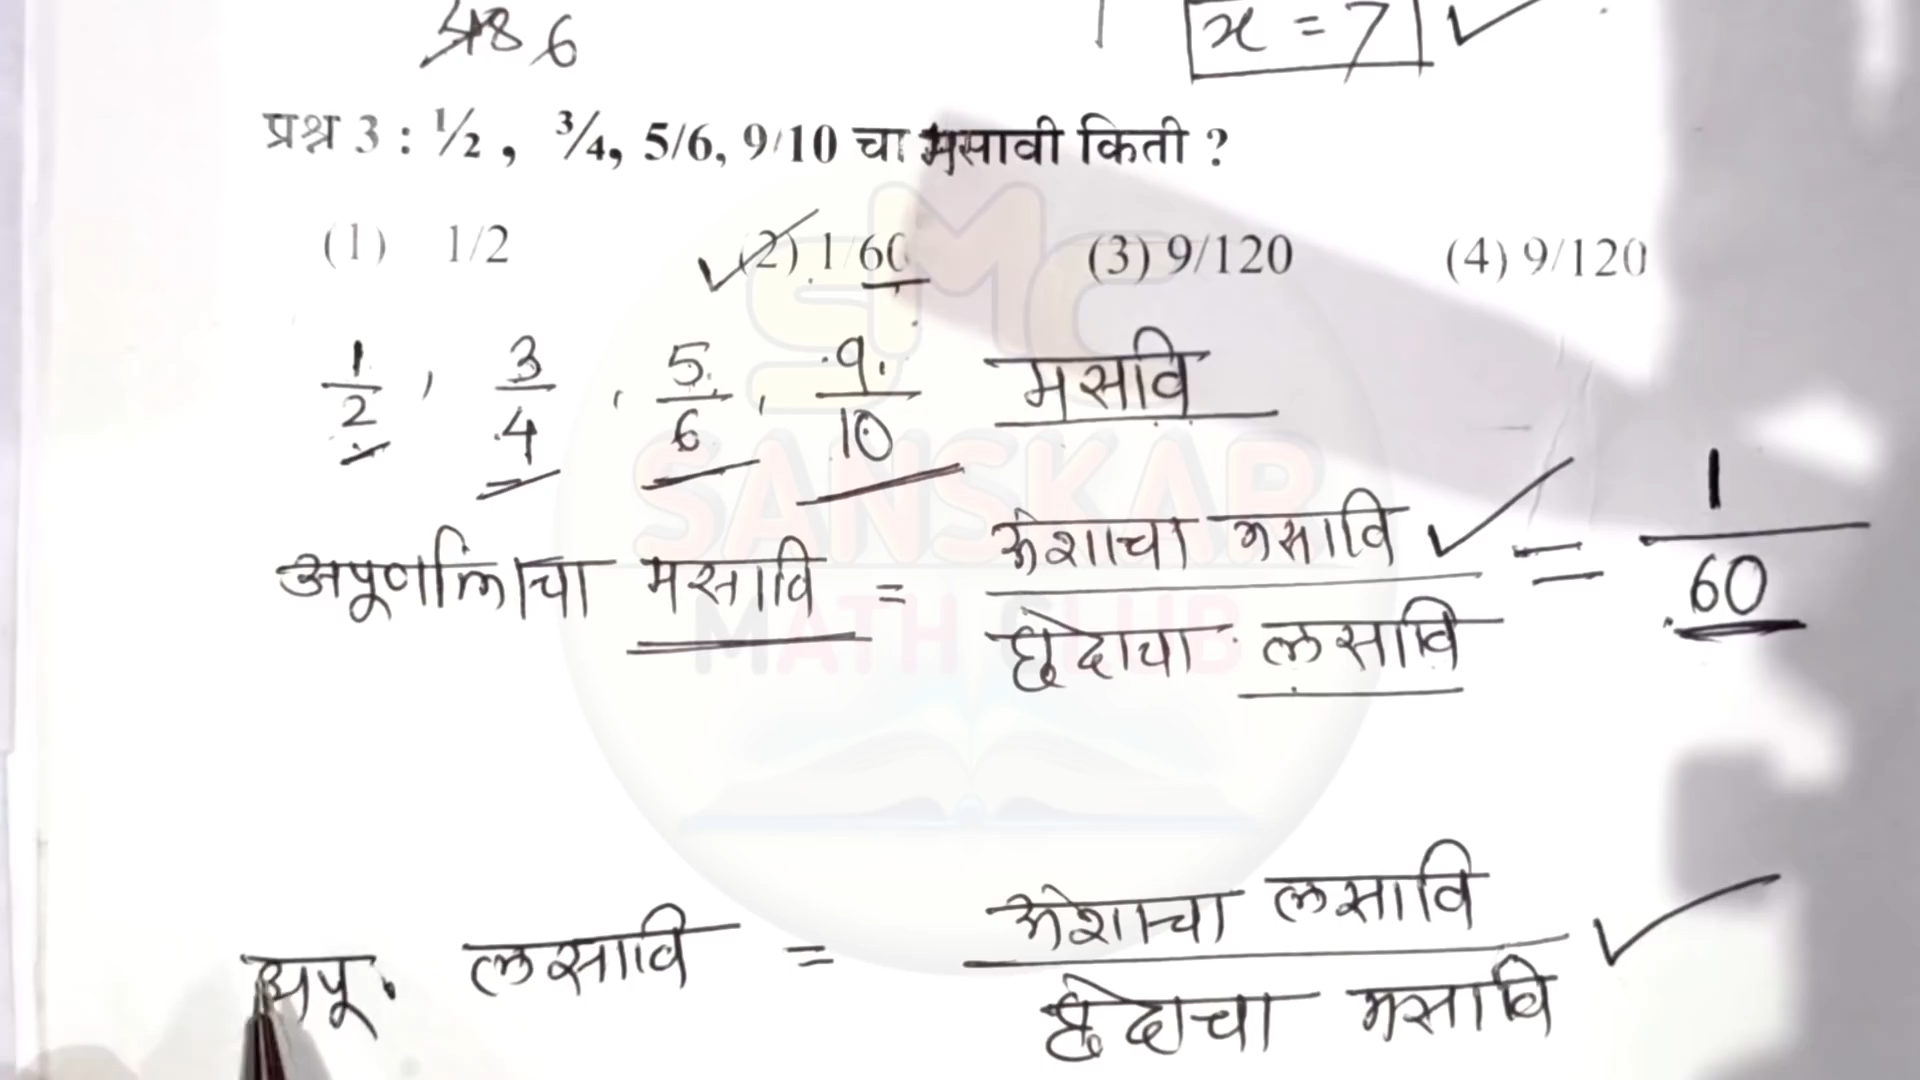 6
x = 7
प्रश्न 3 : 1/2 , 3/4, 5/6, 9/10 चा मसावी किती ?
(1) 1/2 (2) 1/60 (3) 9/120 (4) 9/120
1/2 , 3/4 , 5/6 , 9/10 मसावि
अपूर्णांकाचा मसावि = अंशाचा मसावि / छेदाचा लसावि = 1/60
अपू. लसावि = अंशाचा लसावि / छेदाचा मसावि
SMC
SANSKAR
MATH CLUB